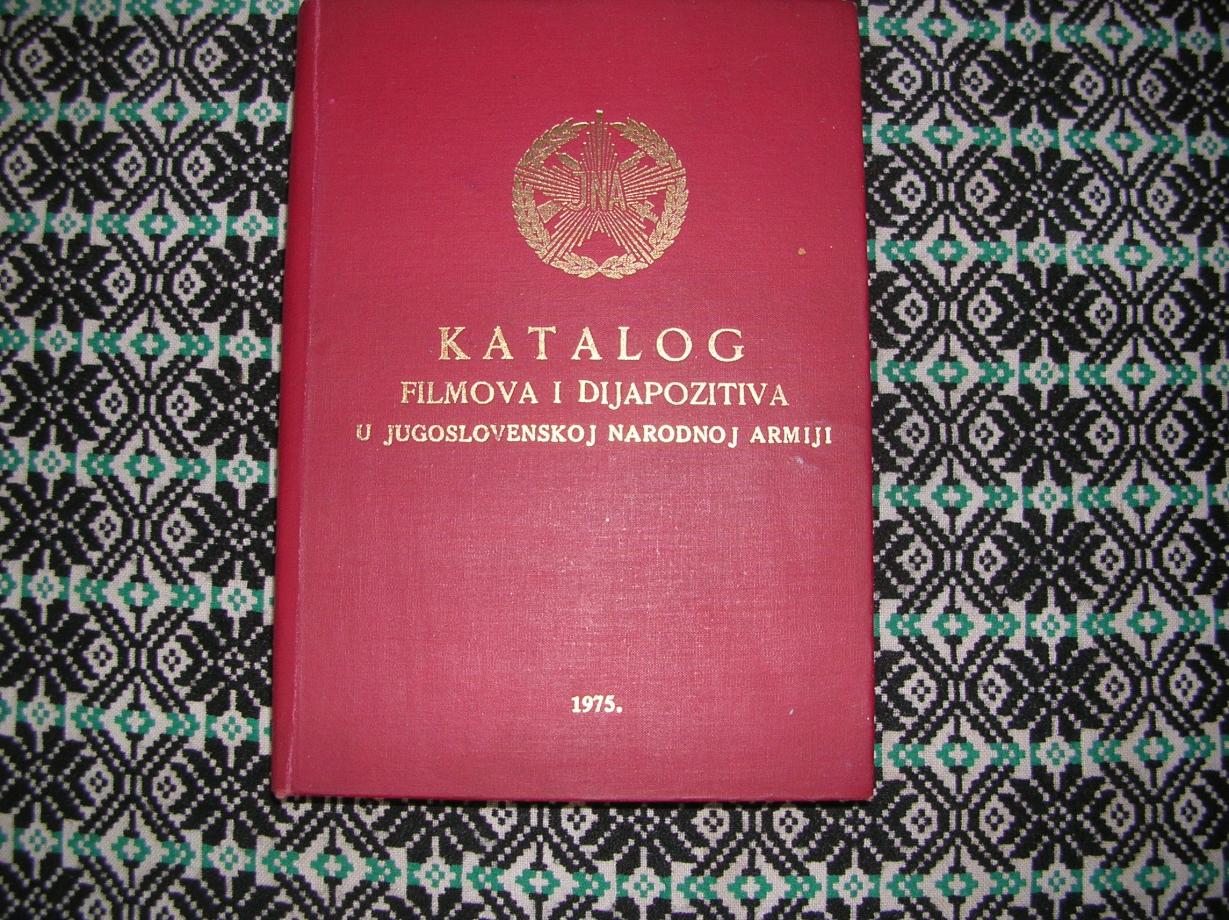 JNA
KATALOG
FILMOVA I DIJAPOZITIVA
U JUGOSLOVENSKOJ NARODNOJ ARMIJI
1975.